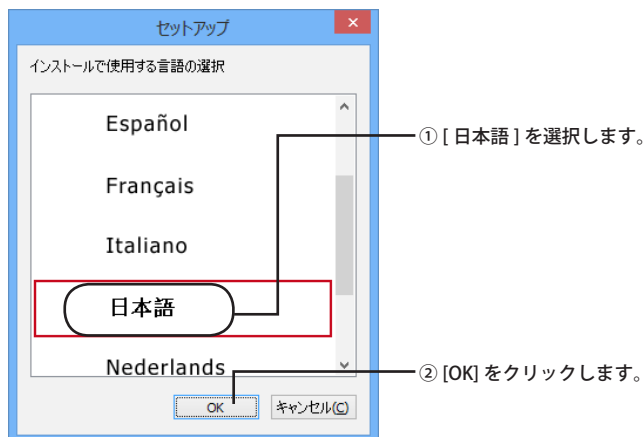 セットアップ
インストールで使用する言語の選択
Español
① [ 日本語 ] を選択します。
Français
Italiano
日本語
Nederlands
② [OK] をクリックします。
OK
キャンセル(C)